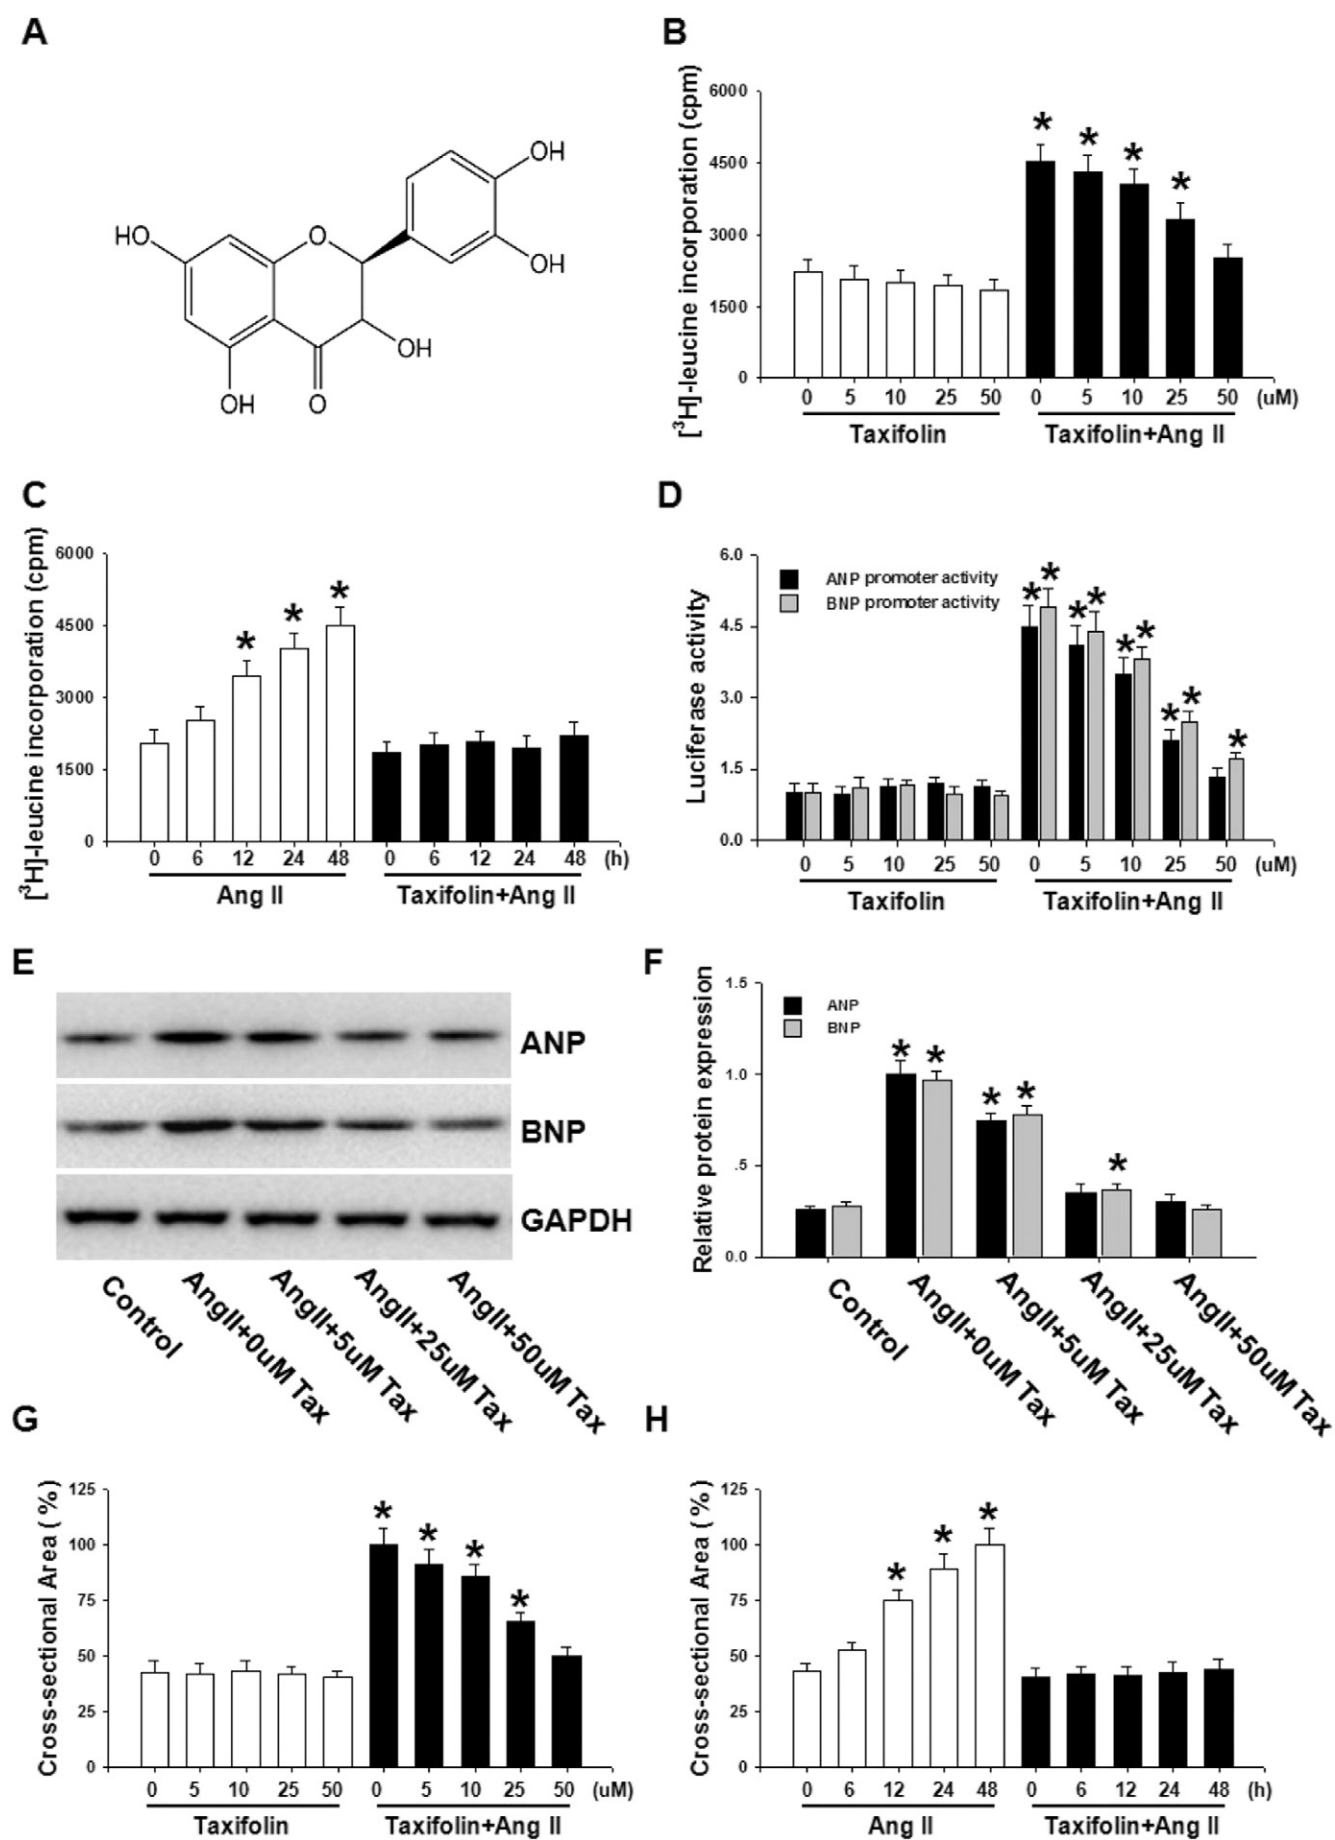 A
OH
HO
O
OH
OH
OH
O
B
[³H]-leucine incorporation (cpm)
6000
4500
3000
1500
0
* * * *
0 5 10 25 50 0 5 10 25 50 (uM)
Taxifolin Taxifolin+Ang II
C
[³H]-leucine incorporation (cpm)
6000
4500
3000
1500
0
* * *
0 6 12 24 48 0 6 12 24 48 (h)
Ang II Taxifolin+Ang II
D
Luciferase activity
6.0
4.5
3.0
1.5
0.0
ANP promoter activity
BNP promoter activity
* * * * * * * * *
0 5 10 25 50 0 5 10 25 50 (uM)
Taxifolin Taxifolin+Ang II
E
ANP
BNP
GAPDH
Control
AngII+0uM Tax
AngII+5uM Tax
AngII+25uM Tax
AngII+50uM Tax
F
Relative protein expression
1.5
1.0
.5
0.0
ANP
BNP
* * * * *
Control
AngII+0uM Tax
AngII+5uM Tax
AngII+25uM Tax
AngII+50uM Tax
G
Cross-sectional Area ( %)
125
100
75
50
25
0
* * * *
0 5 10 25 50 0 5 10 25 50 (uM)
Taxifolin Taxifolin+Ang II
H
Cross-sectional Area ( %)
125
100
75
50
25
0
* * *
0 6 12 24 48 0 6 12 24 48 (h)
Ang II Taxifolin+Ang II